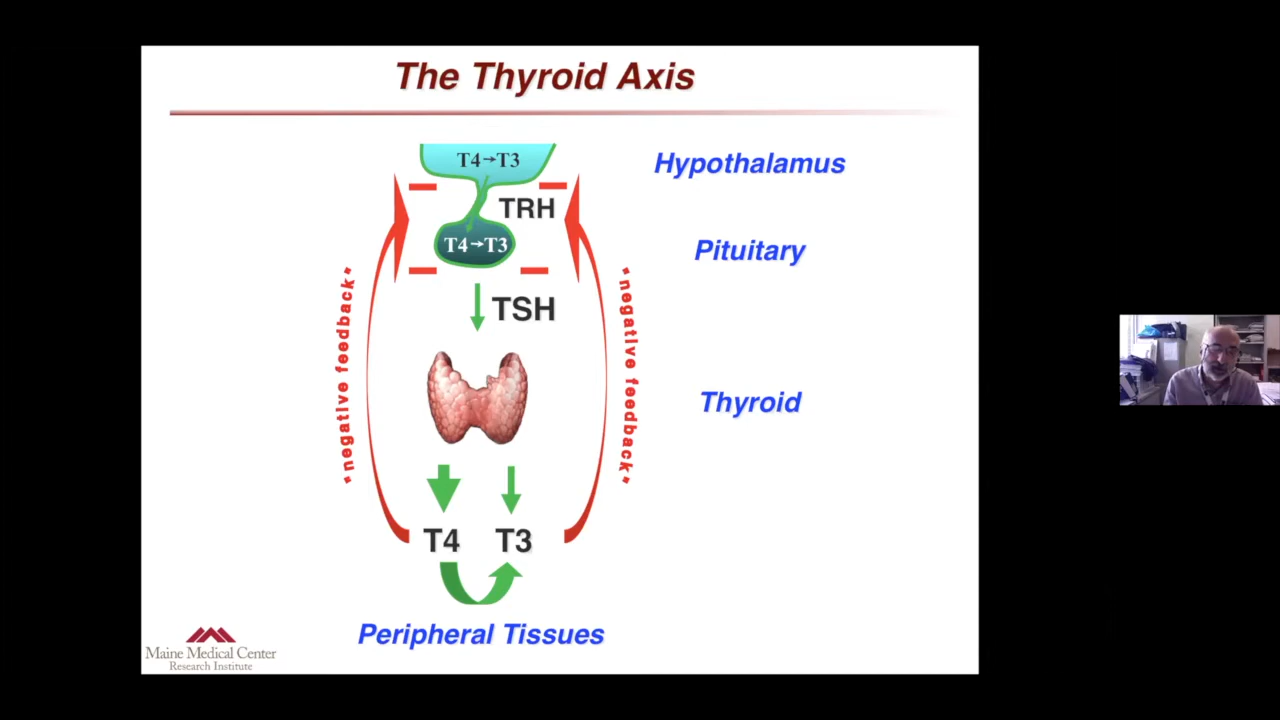 The Thyroid Axis
T4→T3
Hypothalamus
TRH
T4→T3
Pituitary
TSH
"negative feedback"
"negative feedback"
Thyroid
T4
T3
Peripheral Tissues
Maine Medical Center
Research Institute